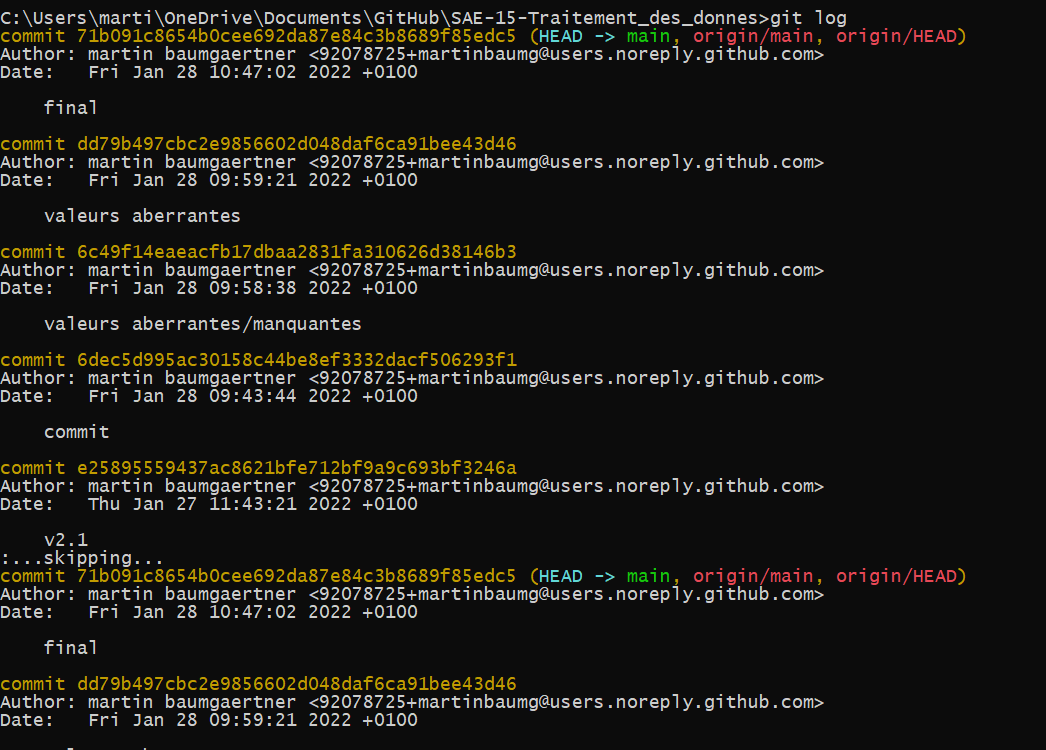 C:\Users\marti\OneDrive\Documents\GitHub\SAE-15-Traitement_des_donnes>git log
commit 71b091c8654b0cee692da87e84c3b8689f85edc5 (HEAD -> main, origin/main, origin/HEAD)
Author: martin baumgaertner <92078725+martinbaumg@users.noreply.github.com>
Date:   Fri Jan 28 10:47:02 2022 +0100
    final
commit dd79b497cbc2e9856602d048daf6ca91bee43d46
Author: martin baumgaertner <92078725+martinbaumg@users.noreply.github.com>
Date:   Fri Jan 28 09:59:21 2022 +0100
    valeurs aberrantes
commit 6c49f14eaeacfb17dbaa2831fa310626d38146b3
Author: martin baumgaertner <92078725+martinbaumg@users.noreply.github.com>
Date:   Fri Jan 28 09:58:38 2022 +0100
    valeurs aberrantes/manquantes
commit 6dec5d995ac30158c44be8ef3332dacf506293f1
Author: martin baumgaertner <92078725+martinbaumg@users.noreply.github.com>
Date:   Fri Jan 28 09:43:44 2022 +0100
    commit
commit e25895559437ac8621bfe712bf9a9c693bf3246a
Author: martin baumgaertner <92078725+martinbaumg@users.noreply.github.com>
Date:   Thu Jan 27 11:43:21 2022 +0100
    v2.1
:...skipping...
commit 71b091c8654b0cee692da87e84c3b8689f85edc5 (HEAD -> main, origin/main, origin/HEAD)
Author: martin baumgaertner <92078725+martinbaumg@users.noreply.github.com>
Date:   Fri Jan 28 10:47:02 2022 +0100
    final
commit dd79b497cbc2e9856602d048daf6ca91bee43d46
Author: martin baumgaertner <92078725+martinbaumg@users.noreply.github.com>
Date:   Fri Jan 28 09:59:21 2022 +0100